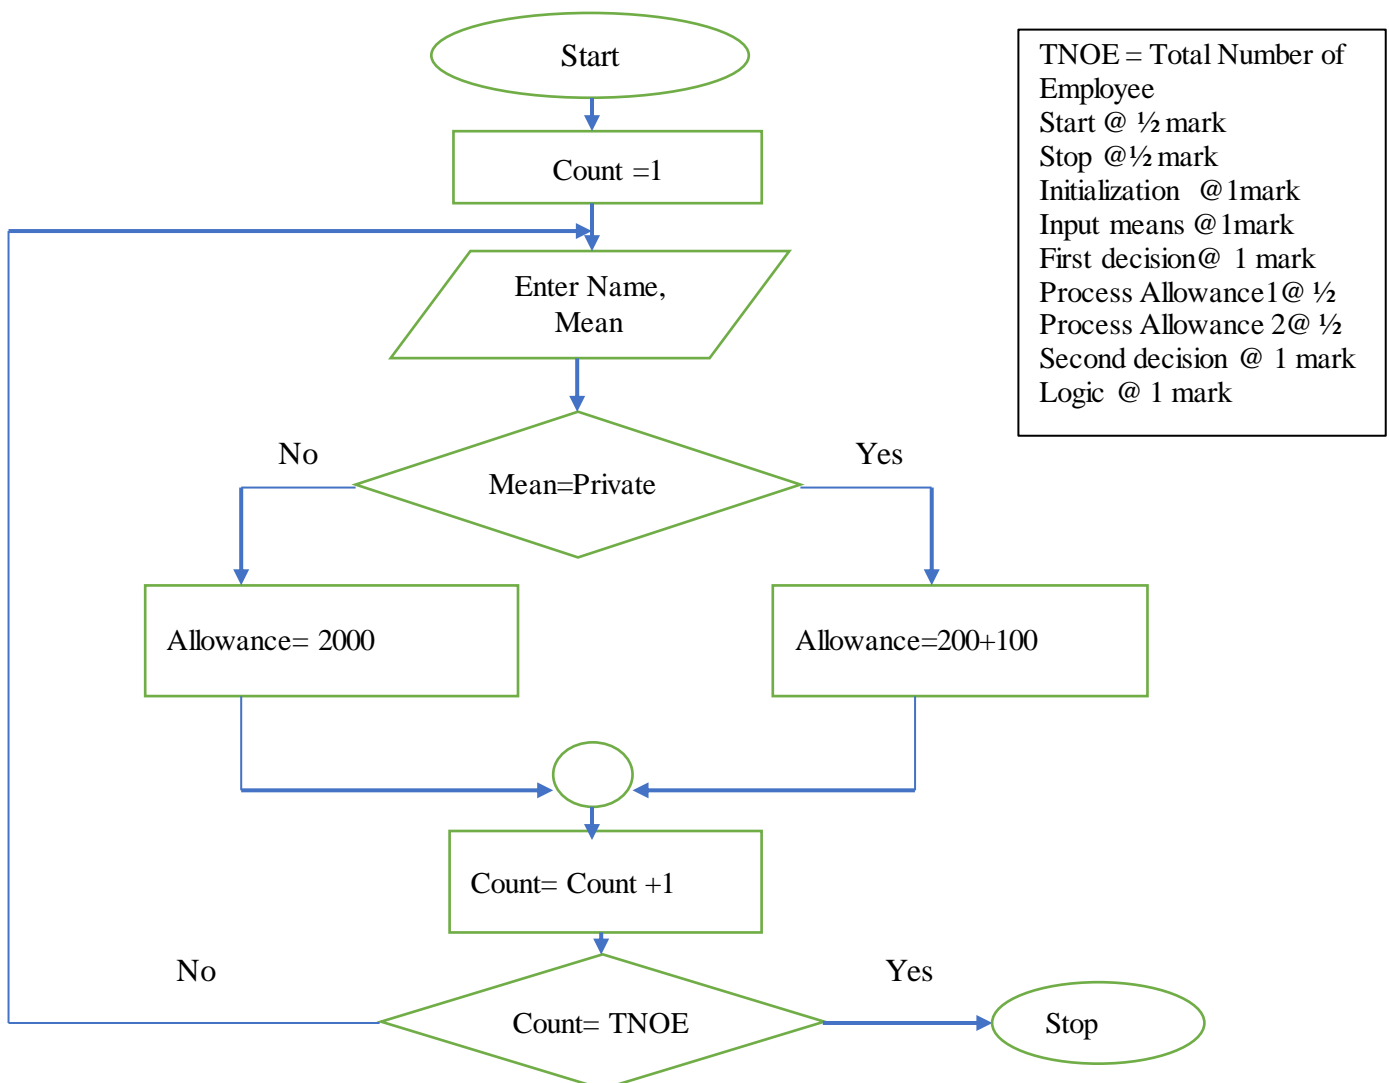 Start
Count =1
Enter Name,
Mean
No
Yes
Mean=Private
Allowance= 2000
Allowance=200+100
Count= Count +1
No
Yes
Count= TNOE
Stop
TNOE = Total Number of
Employee
Start @ ½ mark
Stop @½ mark
Initialization @1mark
Input means @1mark
First decision@ 1 mark
Process Allowance1@ ½
Process Allowance 2@ ½
Second decision @ 1 mark
Logic @ 1 mark